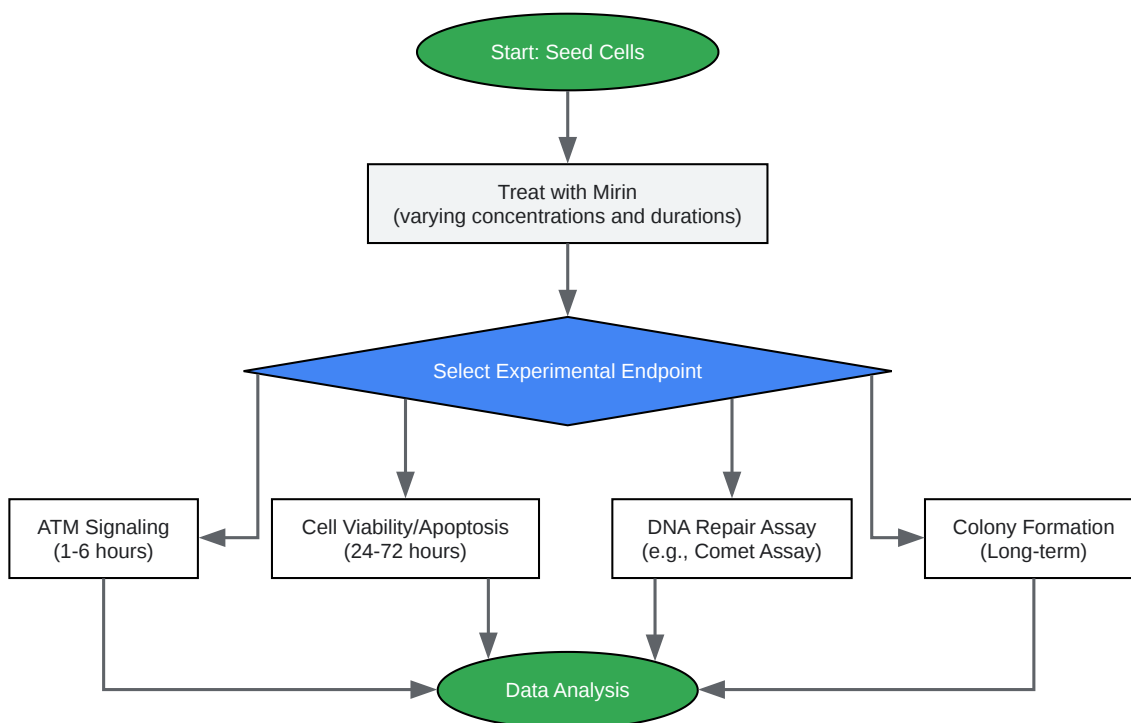 Start: Seed Cells
Treat with Mirin
(varying concentrations and durations)
Select Experimental Endpoint
ATM Signaling
(1-6 hours)
Cell Viability/Apoptosis
(24-72 hours)
DNA Repair Assay
(e.g., Comet Assay)
Colony Formation
(Long-term)
Data Analysis